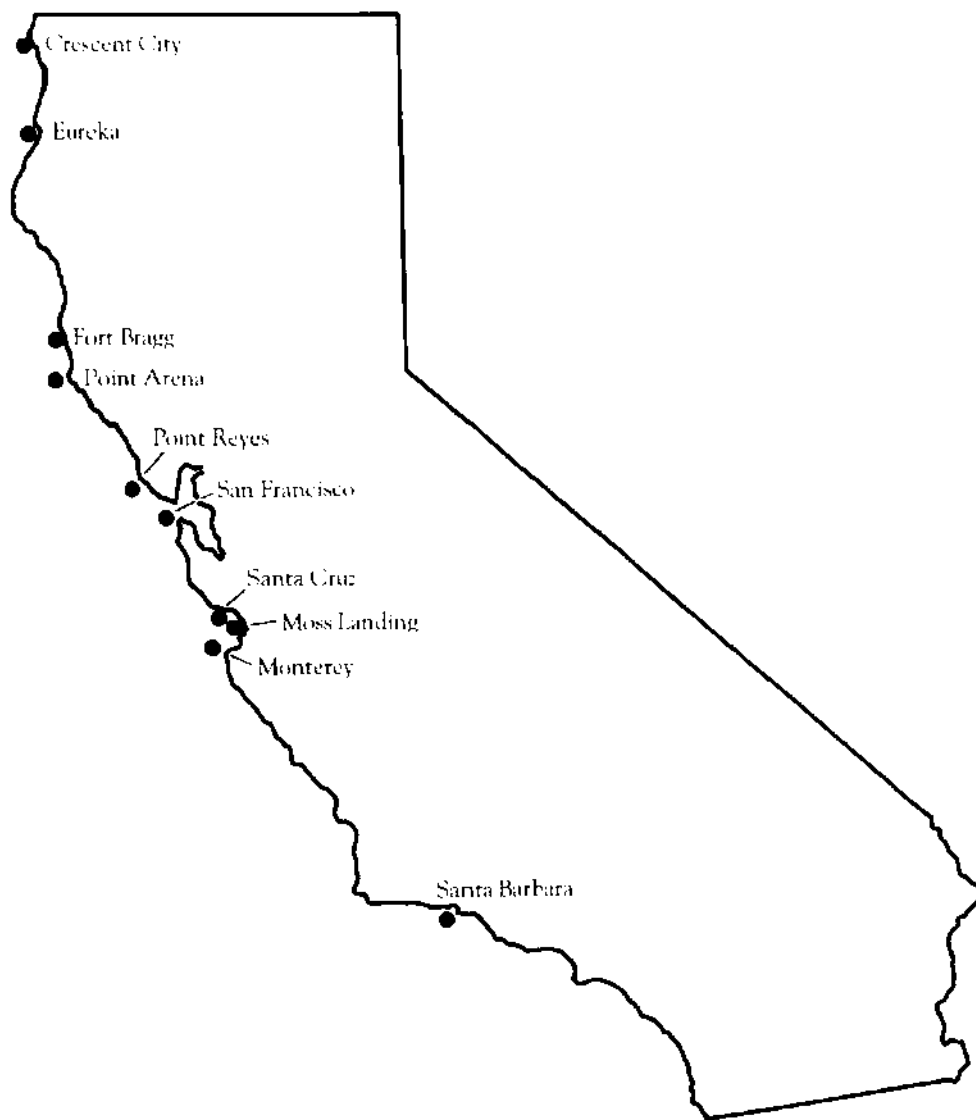 Crescent City
Eureka
Fort Bragg
Point Arena
Point Reyes
San Francisco
Santa Cruz
Moss Landing
Monterey
Santa Barbara